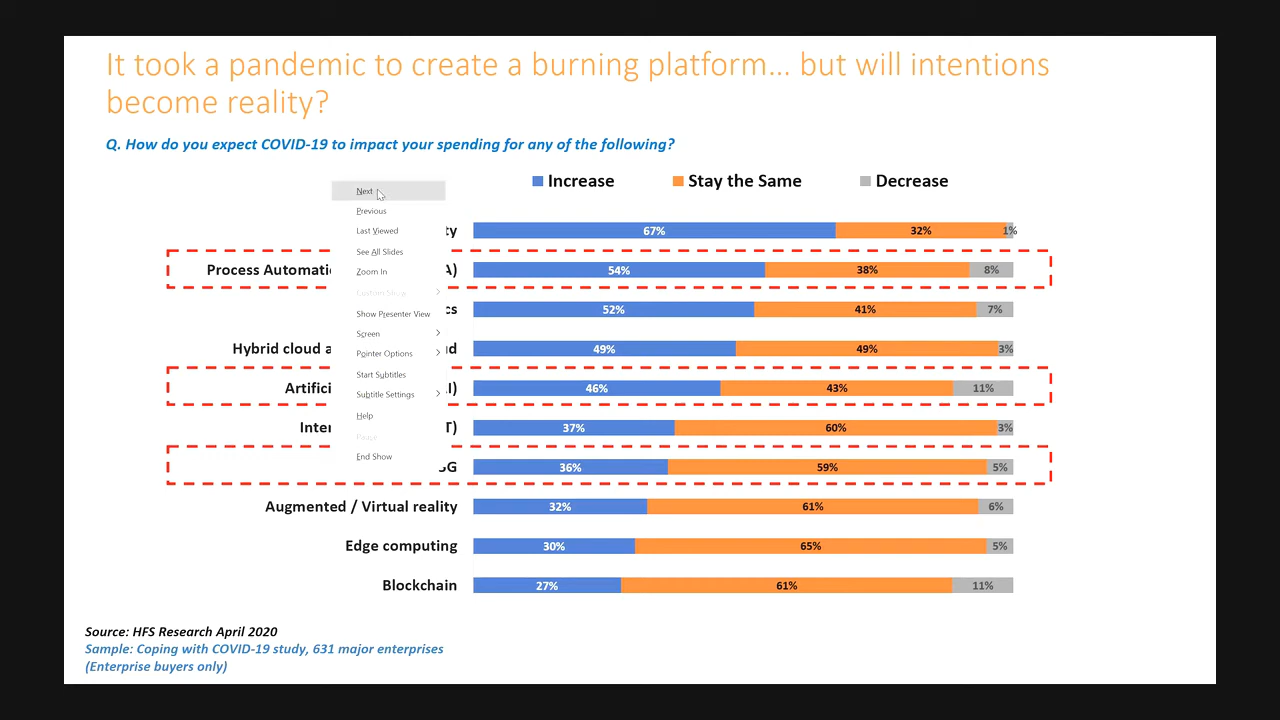 It took a pandemic to create a burning platform... but will intentions
become reality?
Q. How do you expect COVID-19 to impact your spending for any of the following?
Increase Stay the Same Decrease
Next
Previous
Last Viewed
See All Slides
Zoom In
Custom Show
Show Presenter View
Screen
Pointer Options
Start Subtitles
Subtitle Settings
Help
Pause
End Show
ty 67% 32% 1%
Process Automati A) 54% 38% 8%
cs 52% 41% 7%
Hybrid cloud a d 49% 49% 3%
Artifici I) 46% 43% 11%
Inter T) 37% 60% 3%
5G 36% 59% 5%
Augmented / Virtual reality 32% 61% 6%
Edge computing 30% 65% 5%
Blockchain 27% 61% 11%
Source: HFS Research April 2020
Sample: Coping with COVID-19 study, 631 major enterprises
(Enterprise buyers only)